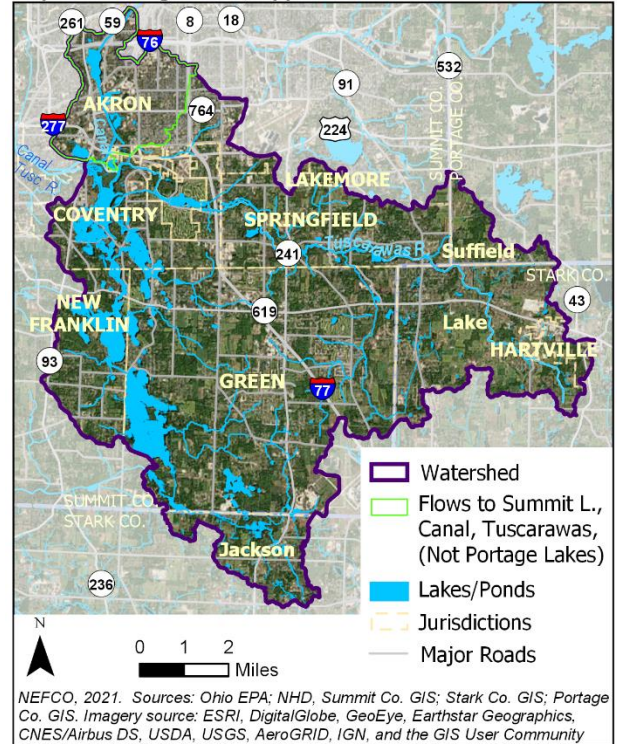 261
59
8
18
76
532
AKRON
91
764
277
224
SUMMIT CO.
PORTAGE CO.
Canal
Tusc. R.
LAKEMORE
COVENTRY
SPRINGFIELD
Tuscarawas R.
Suffield
241
STARK CO.
NEW
FRANKLIN
619
Lake
43
HARTVILLE
93
GREEN
77
SUMMIT CO.
STARK CO.
Jackson
236
Watershed
Flows to Summit L.,
Canal, Tuscarawas,
(Not Portage Lakes)
Lakes/Ponds
Jurisdictions
Major Roads
N
0 1 2
Miles
NEFCO, 2021. Sources: Ohio EPA; NHD, Summit Co. GIS; Stark Co. GIS; Portage
Co. GIS. Imagery source: ESRI, DigitalGlobe, GeoEye, Earthstar Geographics,
CNES/Airbus DS, USDA, USGS, AeroGRID, IGN, and the GIS User Community